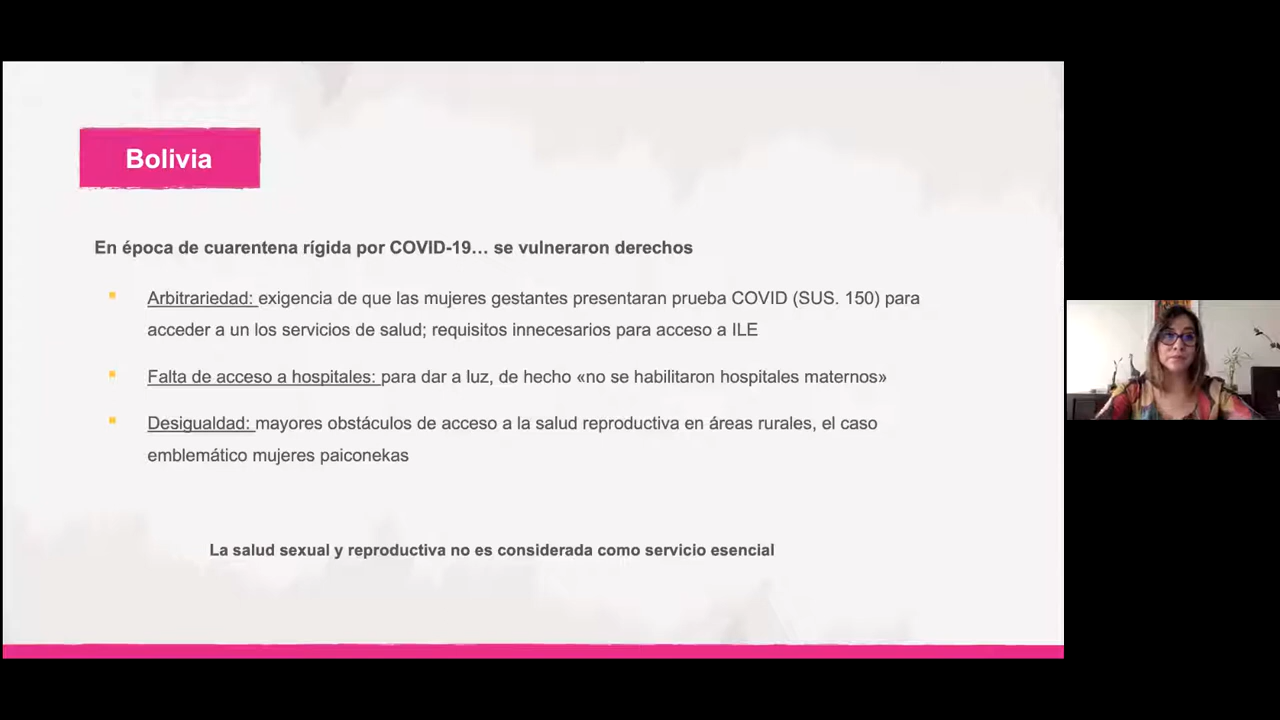 Bolivia
En época de cuarentena rígida por COVID-19… se vulneraron derechos
Arbitrariedad: exigencia de que las mujeres gestantes presentaran prueba COVID (SUS. 150) para
acceder a un los servicios de salud; requisitos innecesarios para acceso a ILE
Falta de acceso a hospitales: para dar a luz, de hecho «no se habilitaron hospitales maternos»
Desigualdad: mayores obstáculos de acceso a la salud reproductiva en áreas rurales, el caso
emblemático mujeres paiconekas
La salud sexual y reproductiva no es considerada como servicio esencial